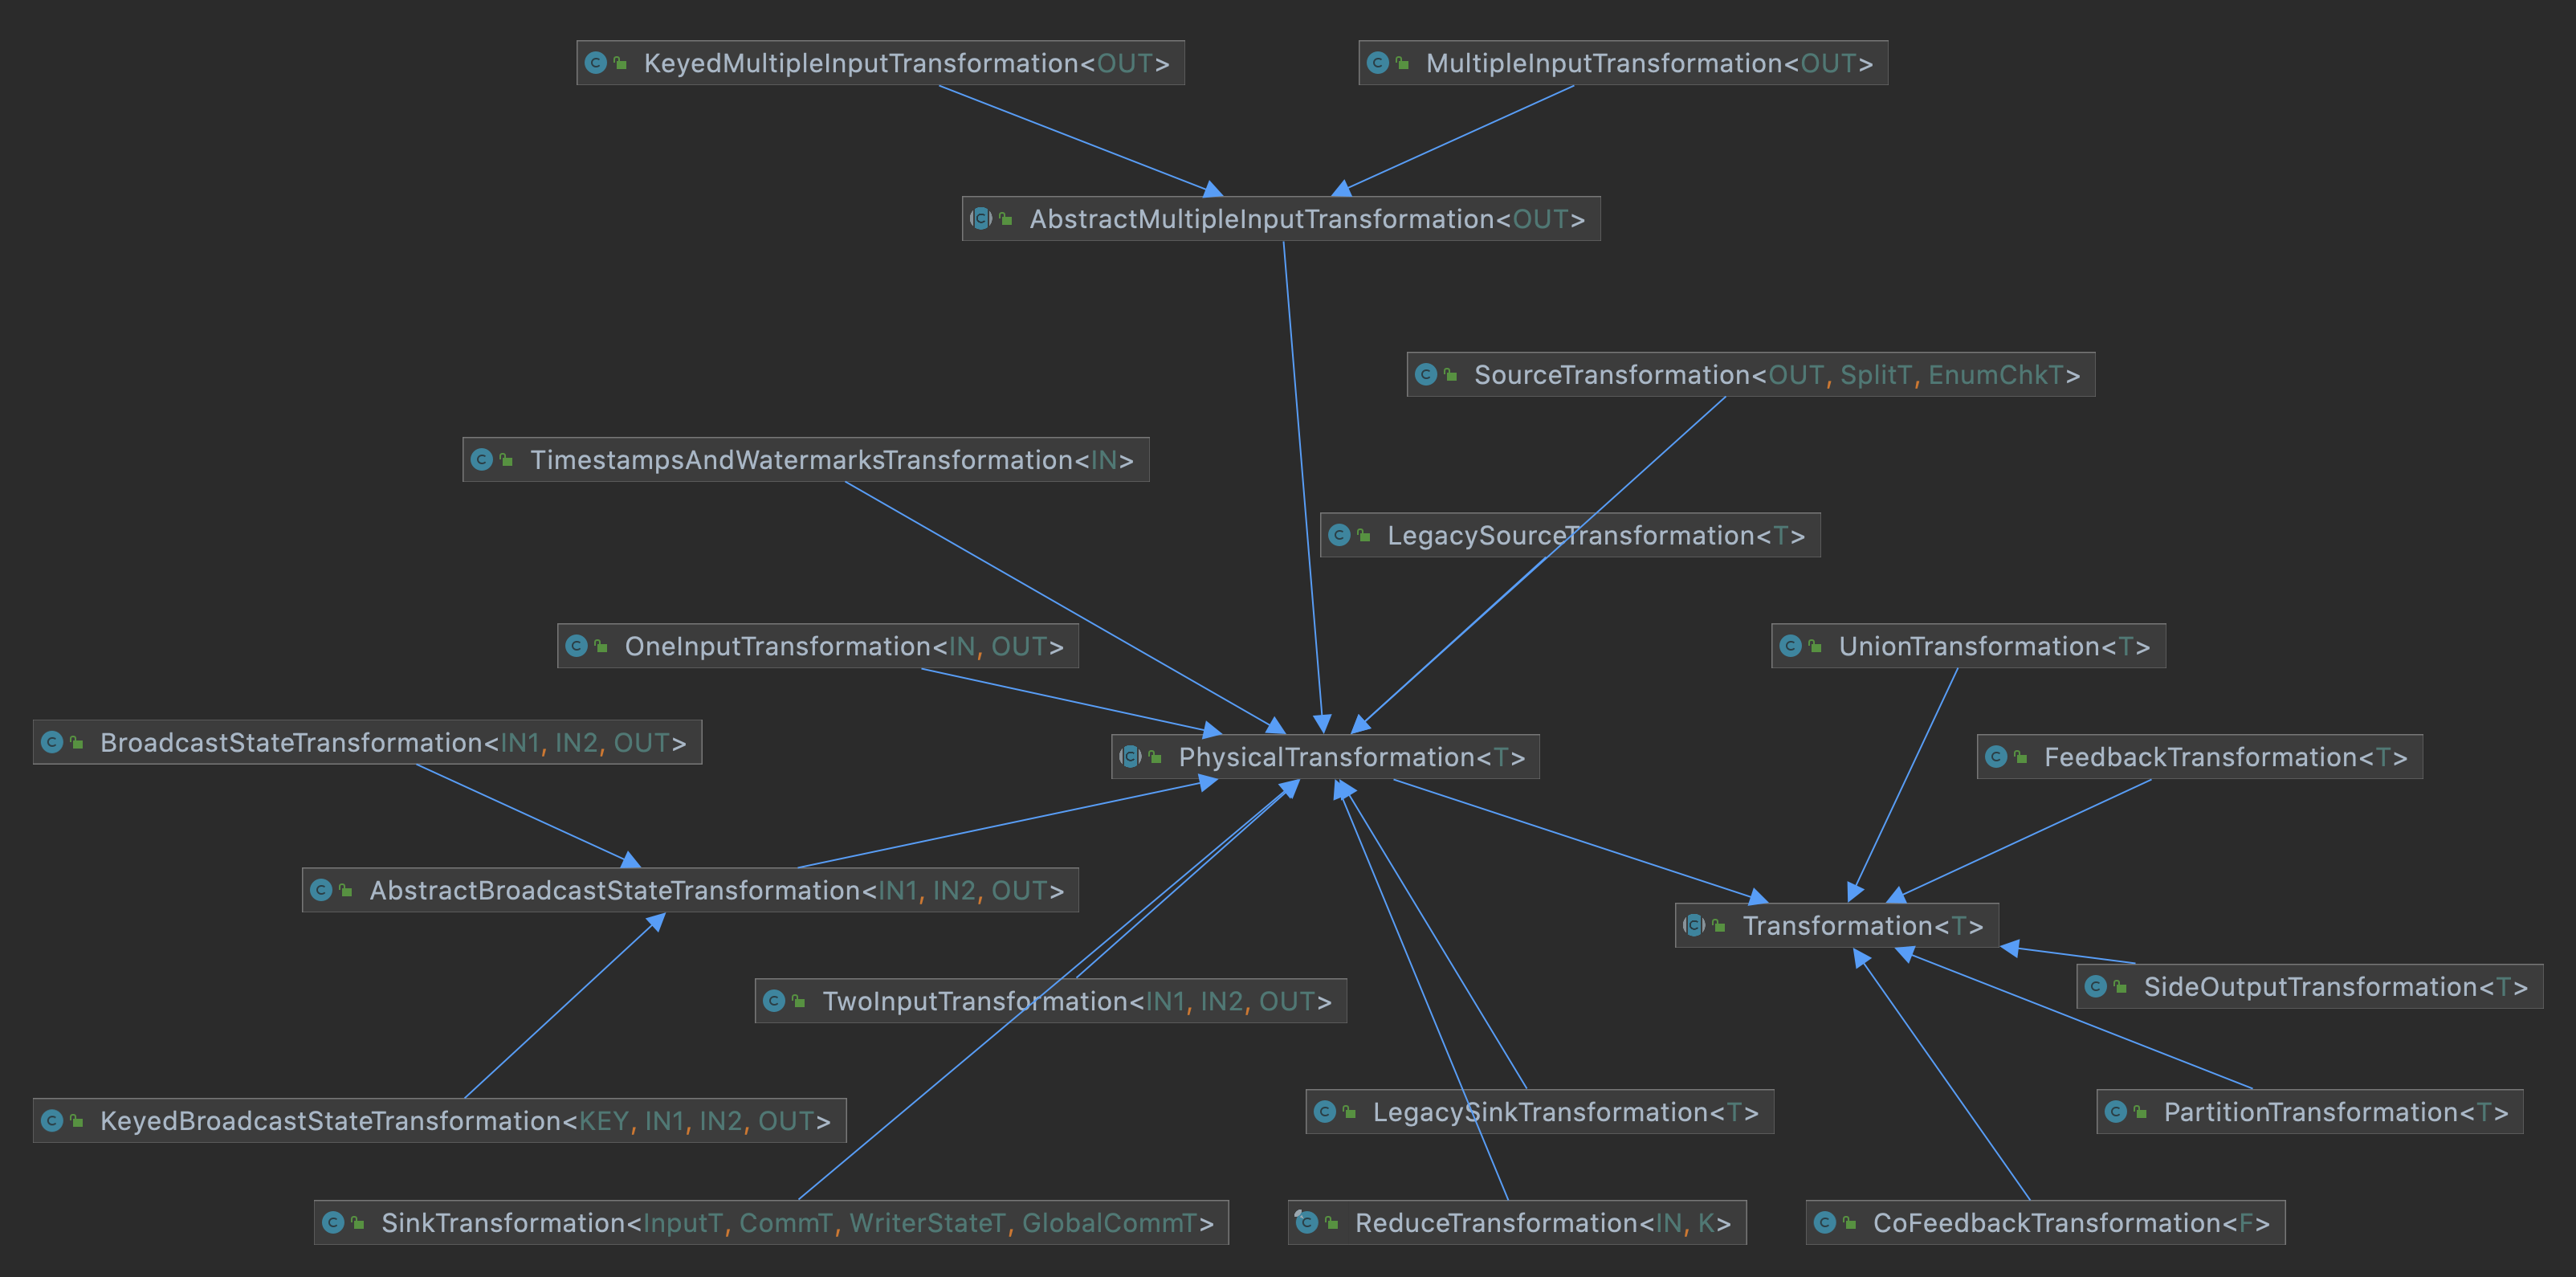 KeyedMultipleInputTransformation<OUT>
MultipleInputTransformation<OUT>
AbstractMultipleInputTransformation<OUT>
SourceTransformation<OUT, SplitT, EnumChkT>
TimestampsAndWatermarksTransformation<IN>
LegacySourceTransformation<T>
OneInputTransformation<IN, OUT>
UnionTransformation<T>
BroadcastStateTransformation<IN1, IN2, OUT>
PhysicalTransformation<T>
FeedbackTransformation<T>
AbstractBroadcastStateTransformation<IN1, IN2, OUT>
Transformation<T>
SideOutputTransformation<T>
TwoInputTransformation<IN1, IN2, OUT>
KeyedBroadcastStateTransformation<KEY, IN1, IN2, OUT>
LegacySinkTransformation<T>
PartitionTransformation<T>
SinkTransformation<InputT, CommT, WriterStateT, GlobalCommT>
ReduceTransformation<IN, K>
CoFeedbackTransformation<F>